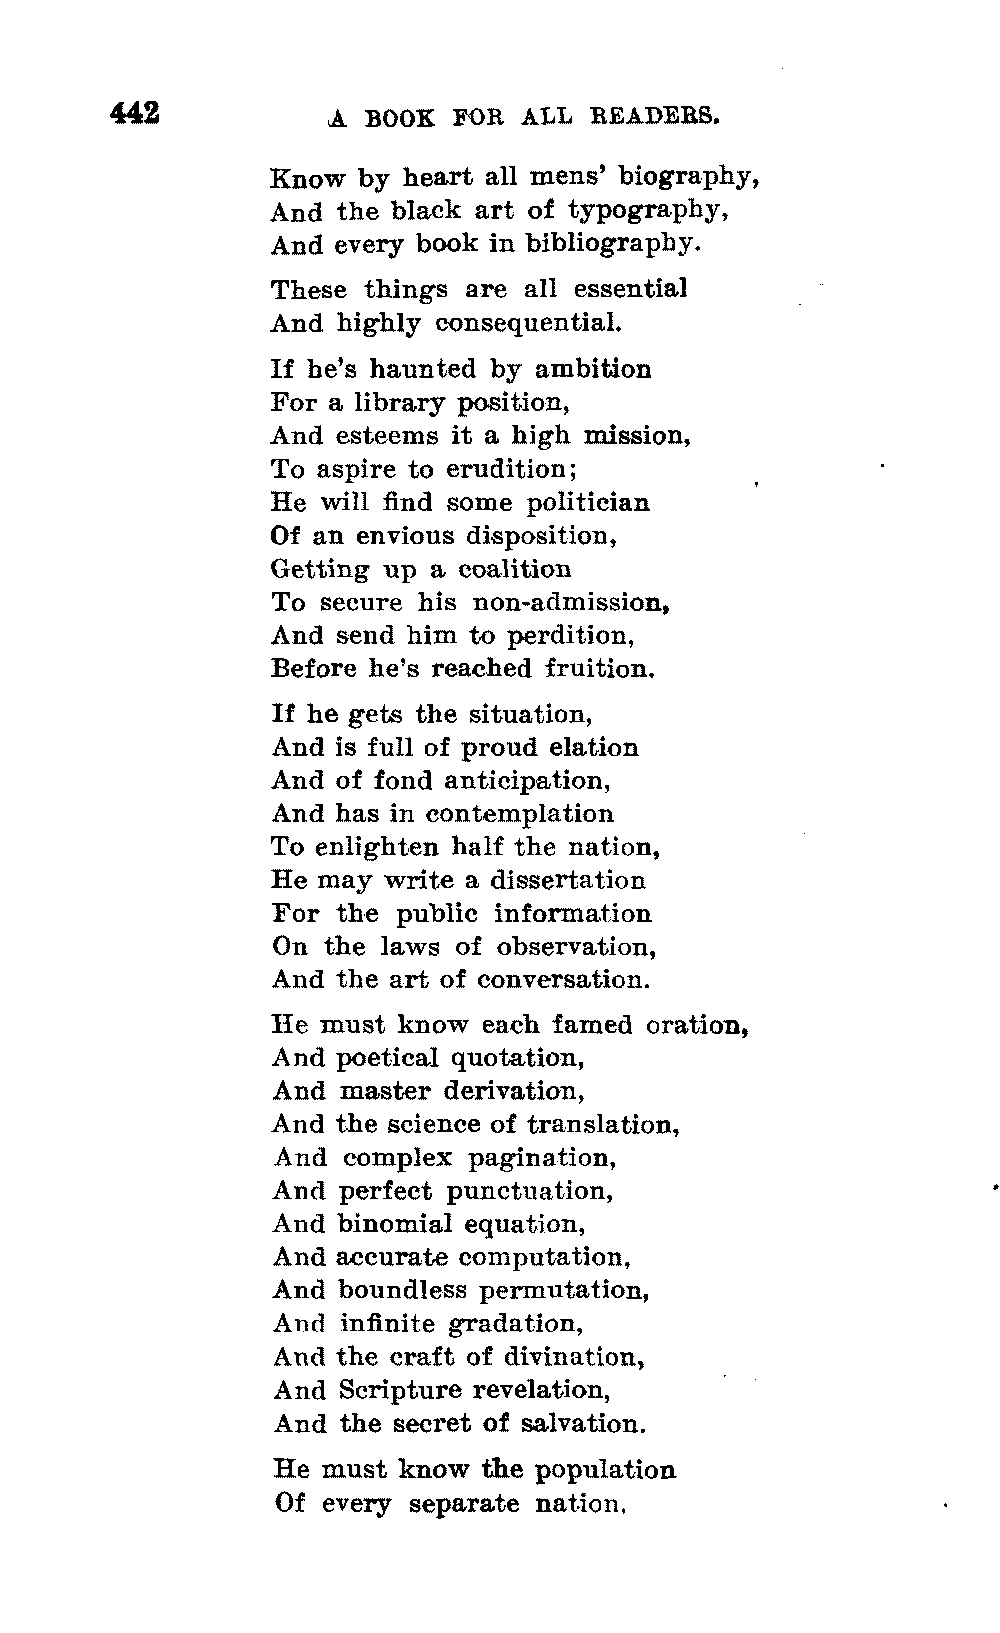 442 A BOOK FOR ALL READERS.
Know by heart all mens' biography,
And the black art of typography,
And every book in bibliography.
These things are all essential
And highly consequential.
If he's haunted by ambition
For a library position,
And esteems it a high mission,
To aspire to erudition;
He will find some politician
Of an envious disposition,
Getting up a coalition
To secure his non-admission,
And send him to perdition,
Before he's reached fruition.
If he gets the situation,
And is full of proud elation
And of fond anticipation,
And has in contemplation
To enlighten half the nation,
He may write a dissertation
For the public information
On the laws of observation,
And the art of conversation.
He must know each famed oration,
And poetical quotation,
And master derivation,
And the science of translation,
And complex pagination,
And perfect punctuation,
And binomial equation,
And accurate computation,
And boundless permutation,
And infinite gradation,
And the craft of divination,
And Scripture revelation,
And the secret of salvation.
He must know the population
Of every separate nation.